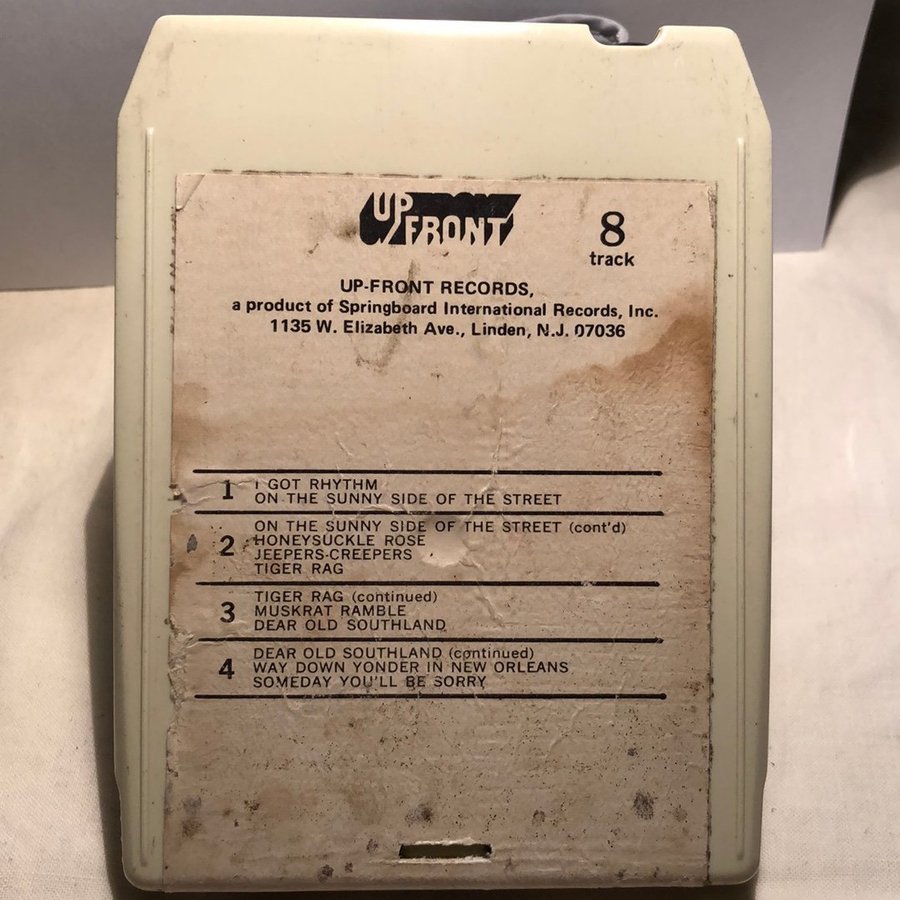 UP FRONT
8
track
UP-FRONT RECORDS,
a product of Springboard International Records, Inc.
1135 W. Elizabeth Ave., Linden, N.J. 07036
1 I GOT RHYTHM
ON THE SUNNY SIDE OF THE STREET
2 ON THE SUNNY SIDE OF THE STREET (cont'd)
HONEYSUCKLE ROSE
JEEPERS-CREEPERS
TIGER RAG
3 TIGER RAG (continued)
MUSKRAT RAMBLE
DEAR OLD SOUTHLAND
4 DEAR OLD SOUTHLAND (continued)
WAY DOWN YONDER IN NEW ORLEANS
SOMEDAY YOU'LL BE SORRY